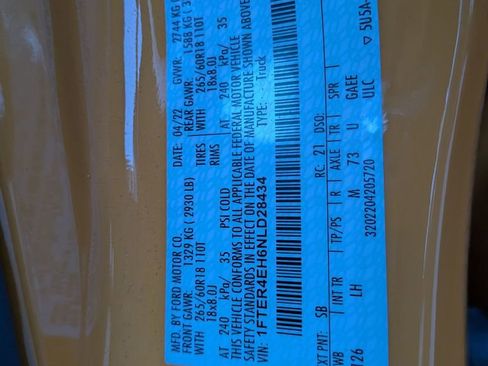 MFD BY FORD MOTOR CO.
DATE: 04/22 GVWR: 2744 KG
FRONT GAWR: 1329 KG ( 2930 LB) REAR GAWR: 1588 KG ( 3
WITH 265/60R18 110T TIRES WITH 265/60R18 110T
18x8.0J RIMS 18x8.0J
AT 240 kPa/ 35 PSI COLD AT 240 kPa/ 35
THIS VEHICLE CONFORMS TO ALL APPLICABLE FEDERAL MOTOR VEHICLE
STANDARDS IN EFFECT ON THE DATE OF MANUFACTURE SHOWN ABOVE
VIN: 1FTER4EH6NLD28434 Truck
EXT PNT: SB RC: 21 DSO:
WB INT TR TP/PS R AXLE TR SPR
126 LH M 73 U GAEE
3202204205720 ULC
5U5A-